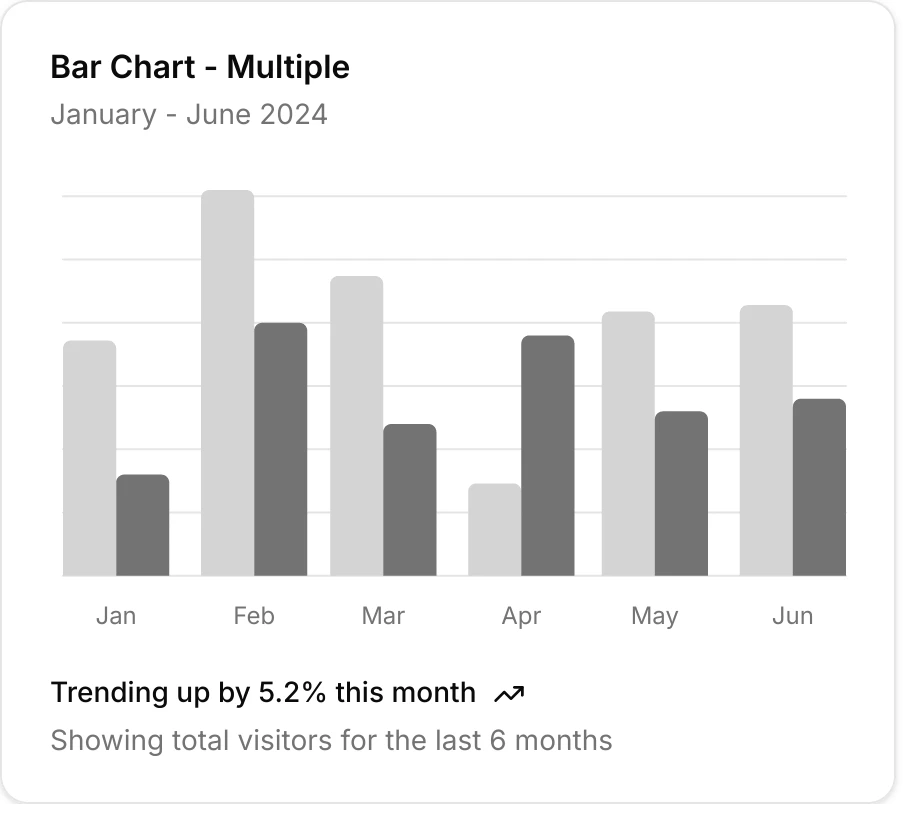 Bar Chart - Multiple
January - June 2024
Jan Feb Mar Apr May Jun
Trending up by 5.2% this month
Showing total visitors for the last 6 months